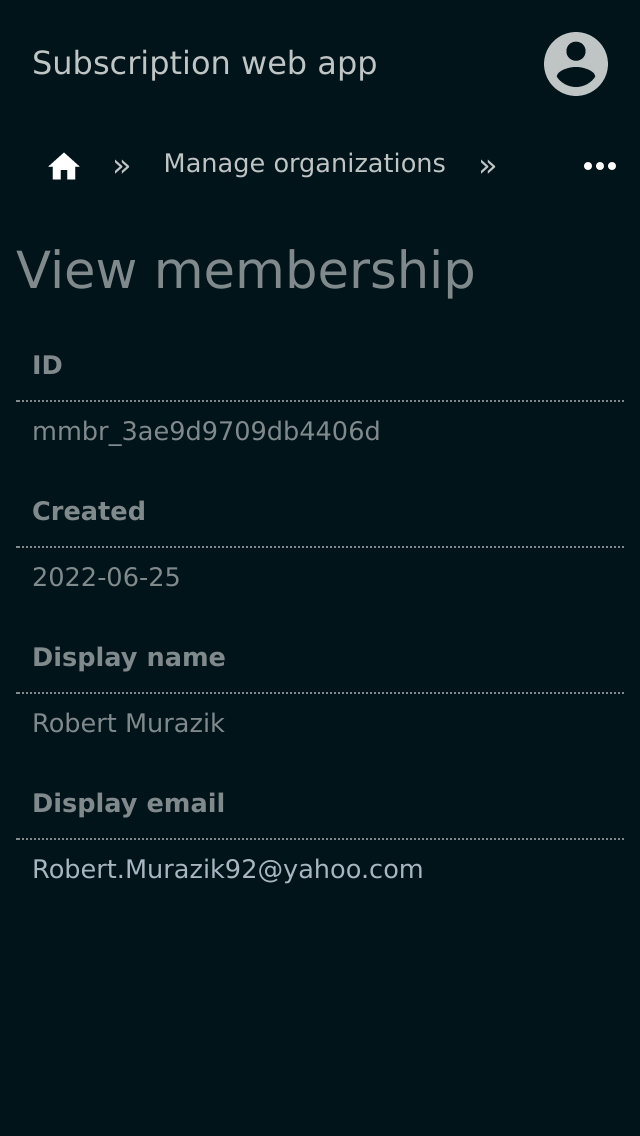 Subscription web app
» Manage organizations »
View membership
ID
mmbr_3ae9d9709db4406d
Created
2022-06-25
Display name
Robert Murazik
Display email
Robert.Murazik92@yahoo.com